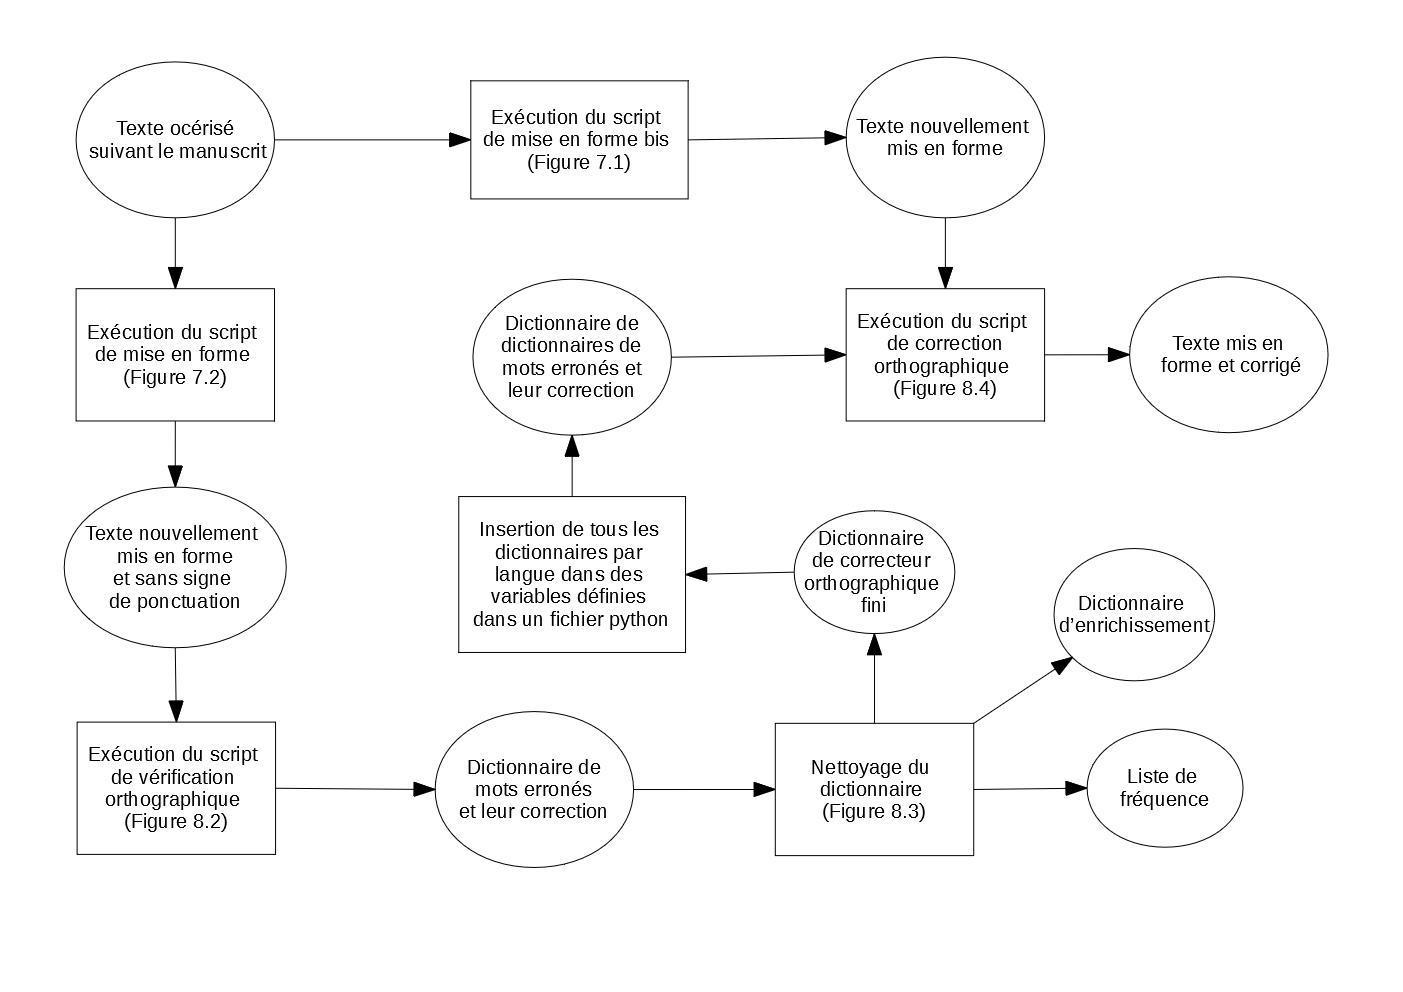 Texte océrisé
suivant le manuscrit
Exécution du script
de mise en forme bis
(Figure 7.1)
Texte nouvellement
mis en forme
Exécution du script
de mise en forme
(Figure 7.2)
Dictionnaire de
dictionnaires de
mots erronés et
leur correction
Exécution du script
de correction
orthographique
(Figure 8.4)
Texte mis en
forme et corrigé
Texte nouvellement
mis en forme
et sans signe
de ponctuation
Insertion de tous les
dictionnaires par
langue dans des
variables définies
dans un fichier python
Dictionnaire
de correcteur
orthographique
fini
Dictionnaire
d’enrichissement
Exécution du script
de vérification
orthographique
(Figure 8.2)
Dictionnaire de
mots erronés
et leur correction
Nettoyage du
dictionnaire
(Figure 8.3)
Liste de
fréquence